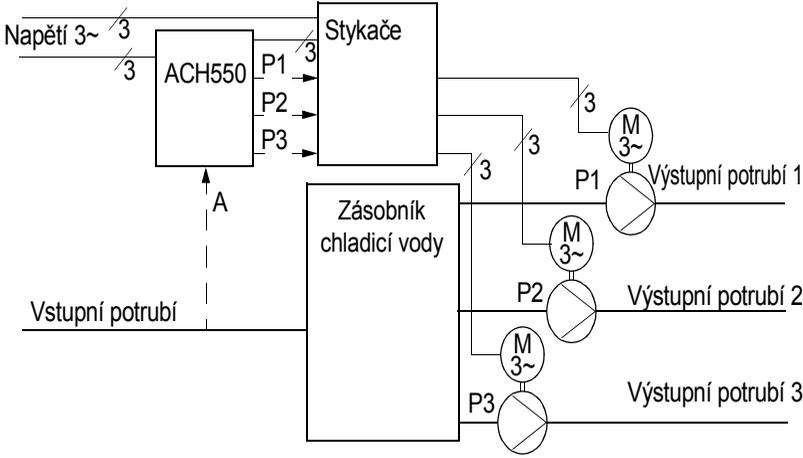 Napětí 3~
3
3
ACH550
3
P1
P2
P3
Stykače
3
3
3
M
3~
P1
Výstupní potrubí 1
A
Zásobník
chladicí vody
M
3~
P2
Výstupní potrubí 2
Vstupní potrubí
M
3~
P3
Výstupní potrubí 3